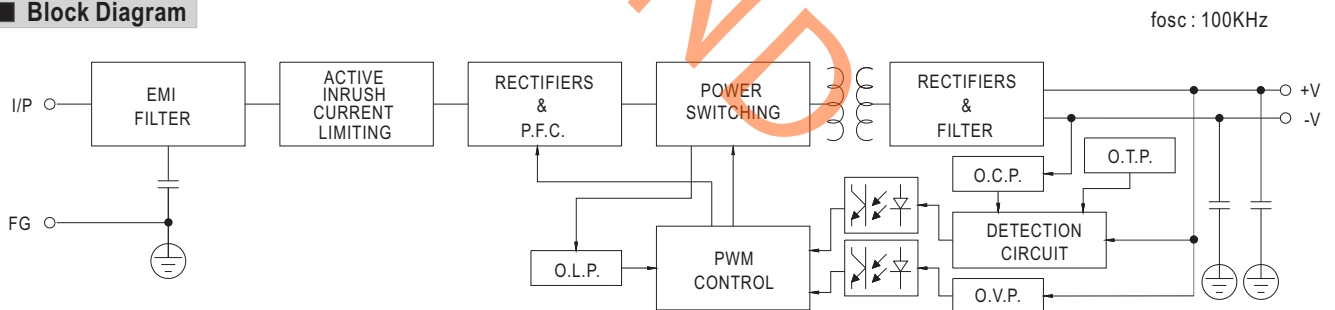 Block Diagram
fosc : 100KHz
I/P
EMI
FILTER
ACTIVE
INRUSH
CURRENT
LIMITING
RECTIFIERS
&
P.F.C.
POWER
SWITCHING
RECTIFIERS
&
FILTER
+V
-V
O.C.P.
O.T.P.
FG
O.L.P.
PWM
CONTROL
DETECTION
CIRCUIT
O.V.P.